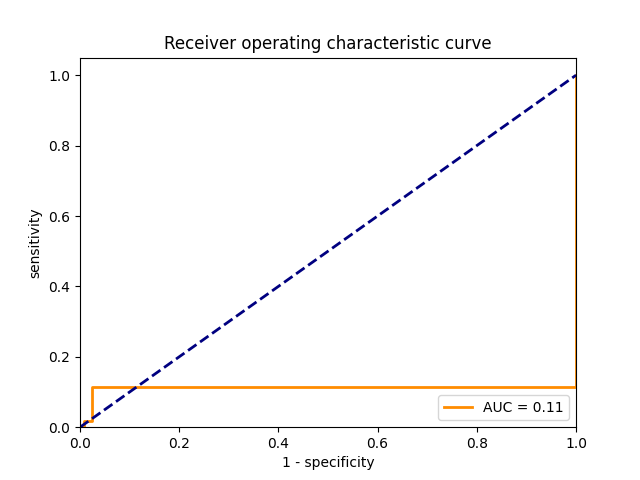 Receiver operating characteristic curve
1.0
0.8
0.6
0.4
0.2
0.0
sensitivity
AUC = 0.11
0.0 0.2 0.4 0.6 0.8 1.0
1 - specificity